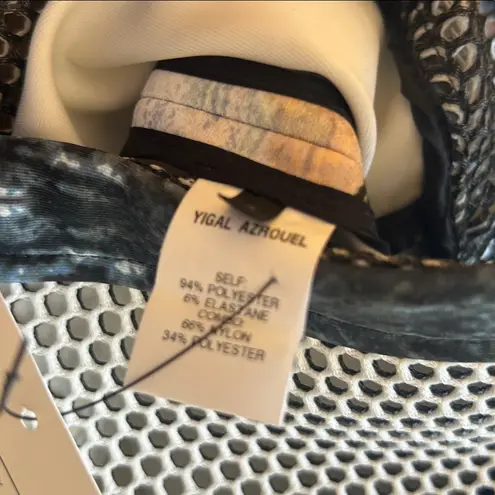 YIGAL AZROUEL
SELF:
94% POLYESTER
6% ELASTANE
COMBO:
66% NYLON
34% POLYESTER